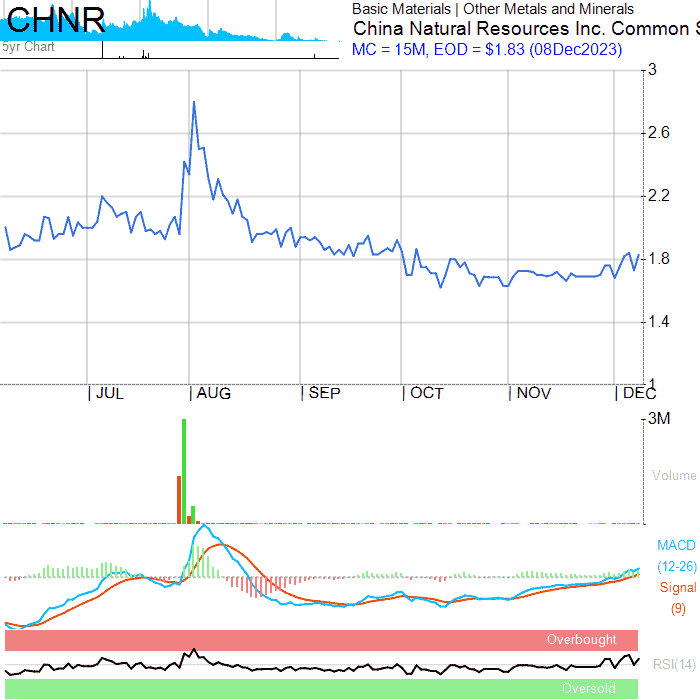 CHNR
Basic Materials | Other Metals and Minerals
China Natural Resources Inc. Common S
5yr Chart
MC = 15M, EOD = $1.83 (08Dec2023)
3
2.6
2.2
1.8
1.4
1
JUL AUG SEP OCT NOV DEC
3M
Volume
MACD
(12-26)
Signal
(9)
Overbought
RSI(14)
Oversold